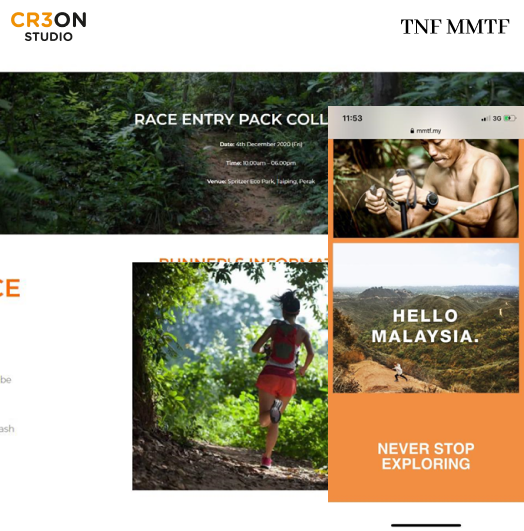 CR3ON
STUDIO
TNF MMTF
RACE ENTRY PACK COLL
Date: 4th December 2020 (Fri)
Time: 10.00am - 06.00pm
Venue: Spritzer Eco Park, Taiping, Perak
11:53
3G
mmtf.my
RUNNER'S INFORMAT
CE
HELLO
MALAYSIA.
be
ash
NEVER STOP
EXPLORING